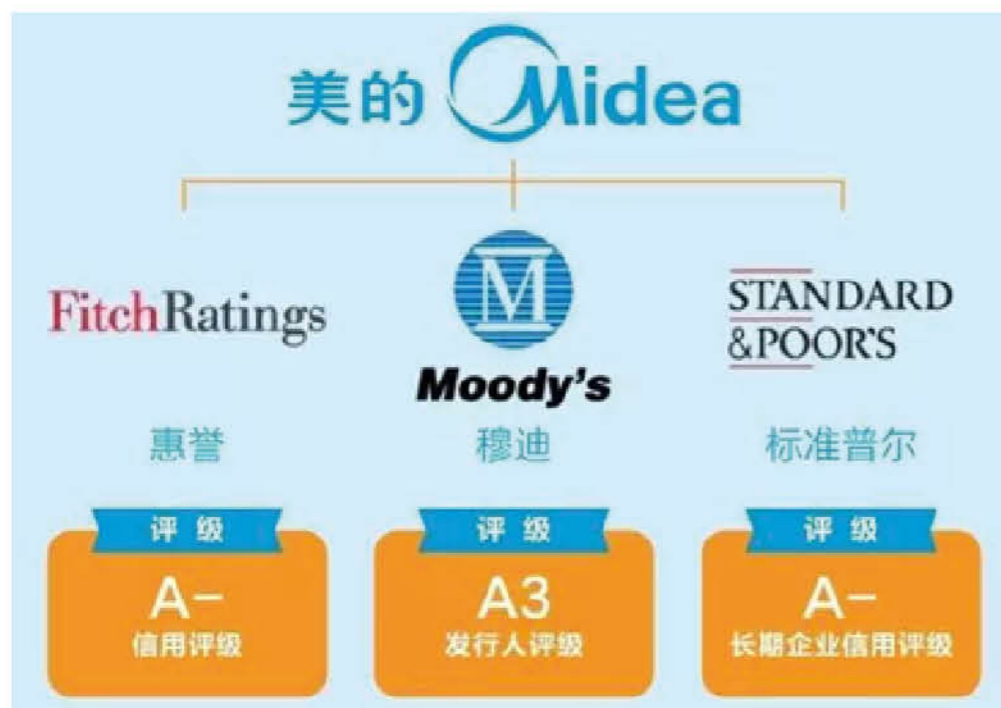 美的 Midea
FitchRatings
M
Moody's
STANDARD
&POOR'S
惠誉
穆迪
标准普尔
评级
A-
信用评级
评级
A3
发行人评级
评级
A-
长期企业信用评级